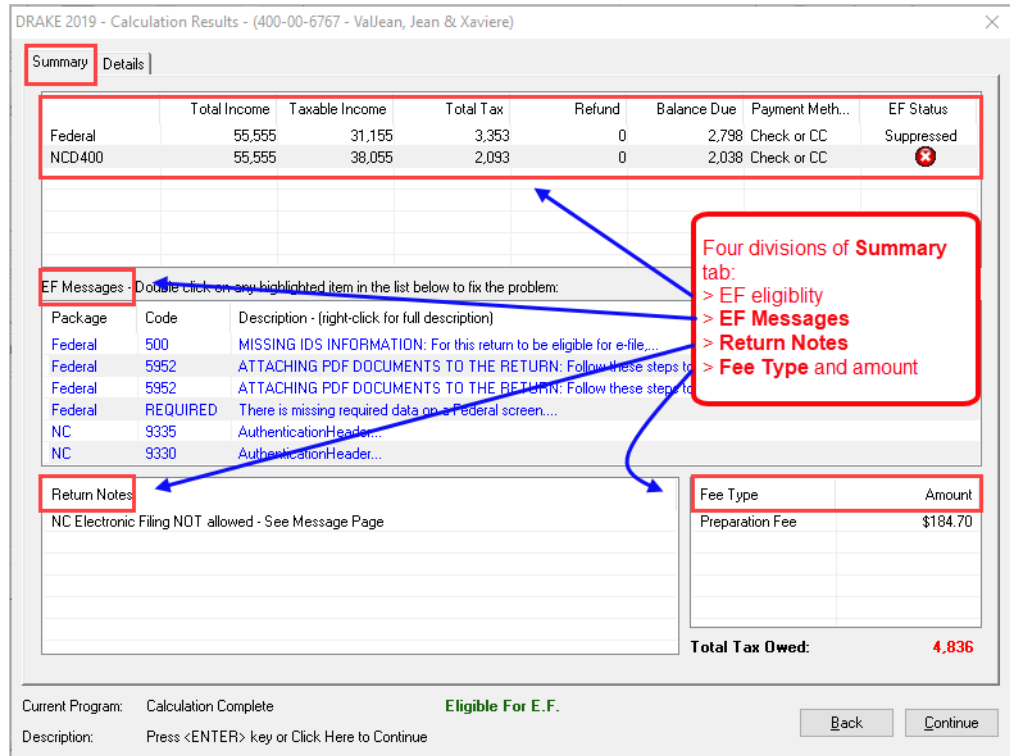 DRAKE 2019 - Calculation Results - (400-00-6767 - ValJean, Jean & Xaviere)
Summary Details
Total Income Taxable Income Total Tax Refund Balance Due Payment Meth... EF Status
Federal 55,555 31,155 3,353 0 2,798 Check or CC Suppressed
NCD400 55,555 38,055 2,093 0 2,038 Check or CC
Four divisions of Summary
tab:
> EF eligiblity
> EF Messages
> Return Notes
> Fee Type and amount
EF Messages - Double click on any highlighted item in the list below to fix the problem:
Package Code Description - (right-click for full description)
Federal 500 MISSING IDS INFORMATION: For this return to be eligible for e-file,...
Federal 5952 ATTACHING PDF DOCUMENTS TO THE RETURN: Follow these steps to
Federal 5952 ATTACHING PDF DOCUMENTS TO THE RETURN: Follow these steps to
Federal REQUIRED There is missing required data on a Federal screen....
NC 9335 AuthenticationHeader...
NC 9330 AuthenticationHeader...
Return Notes
NC Electronic Filing NOT allowed - See Message Page
Fee Type Amount
Preparation Fee $184.70
Total Tax Owed: 4,836
Current Program: Calculation Complete Eligible For E.F.
Description: Press <ENTER> key or Click Here to Continue
Back Continue